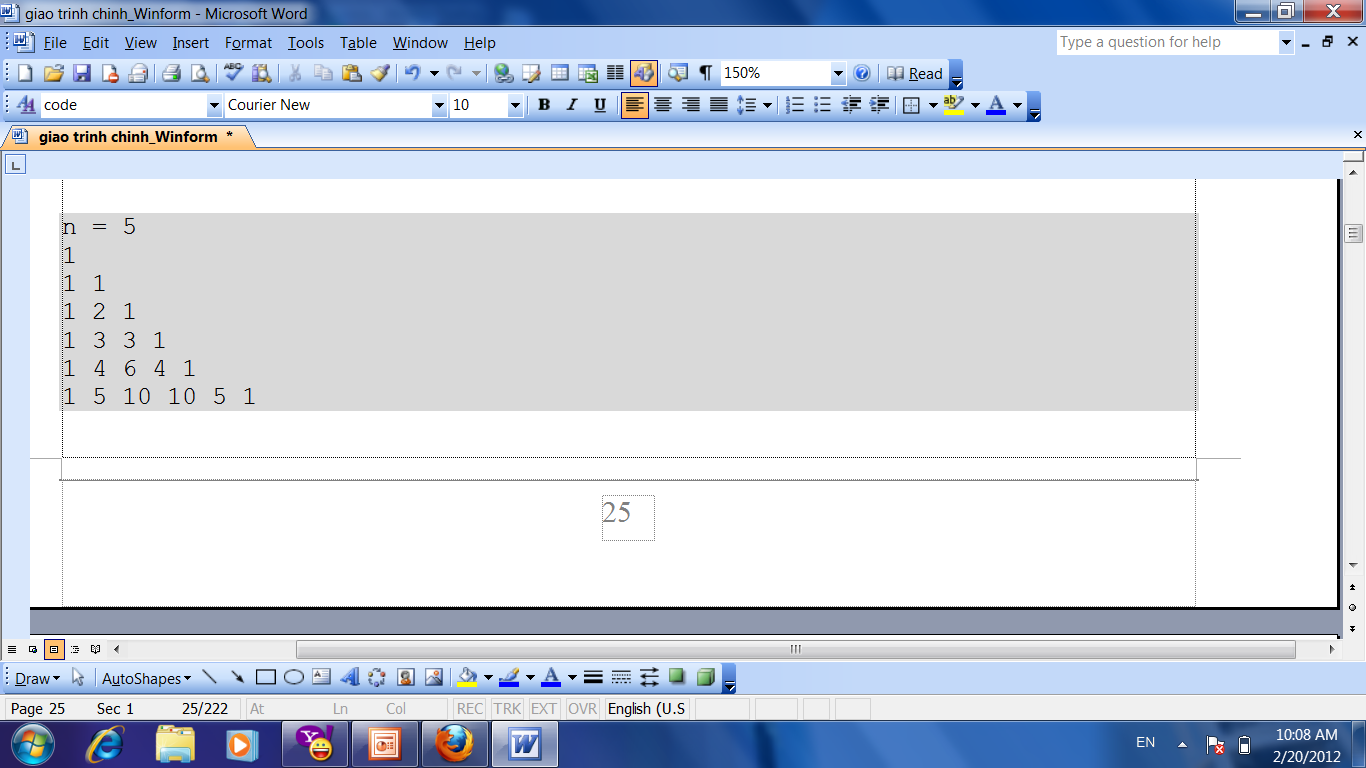 giao trinh chinh_Winform - Microsoft Word
File Edit View Insert Format Tools Table Window Help
Type a question for help
150%
Read
code
Courier New
10
B I U
giao trinh chinh_Winform *
n = 5
1
1 1
1 2 1
1 3 3 1
1 4 6 4 1
1 5 10 10 5 1
25
Draw
AutoShapes
Page 25 Sec 1 25/222 At Ln Col REC TRK EXT OVR English (U.S
EN
10:08 AM
2/20/2012